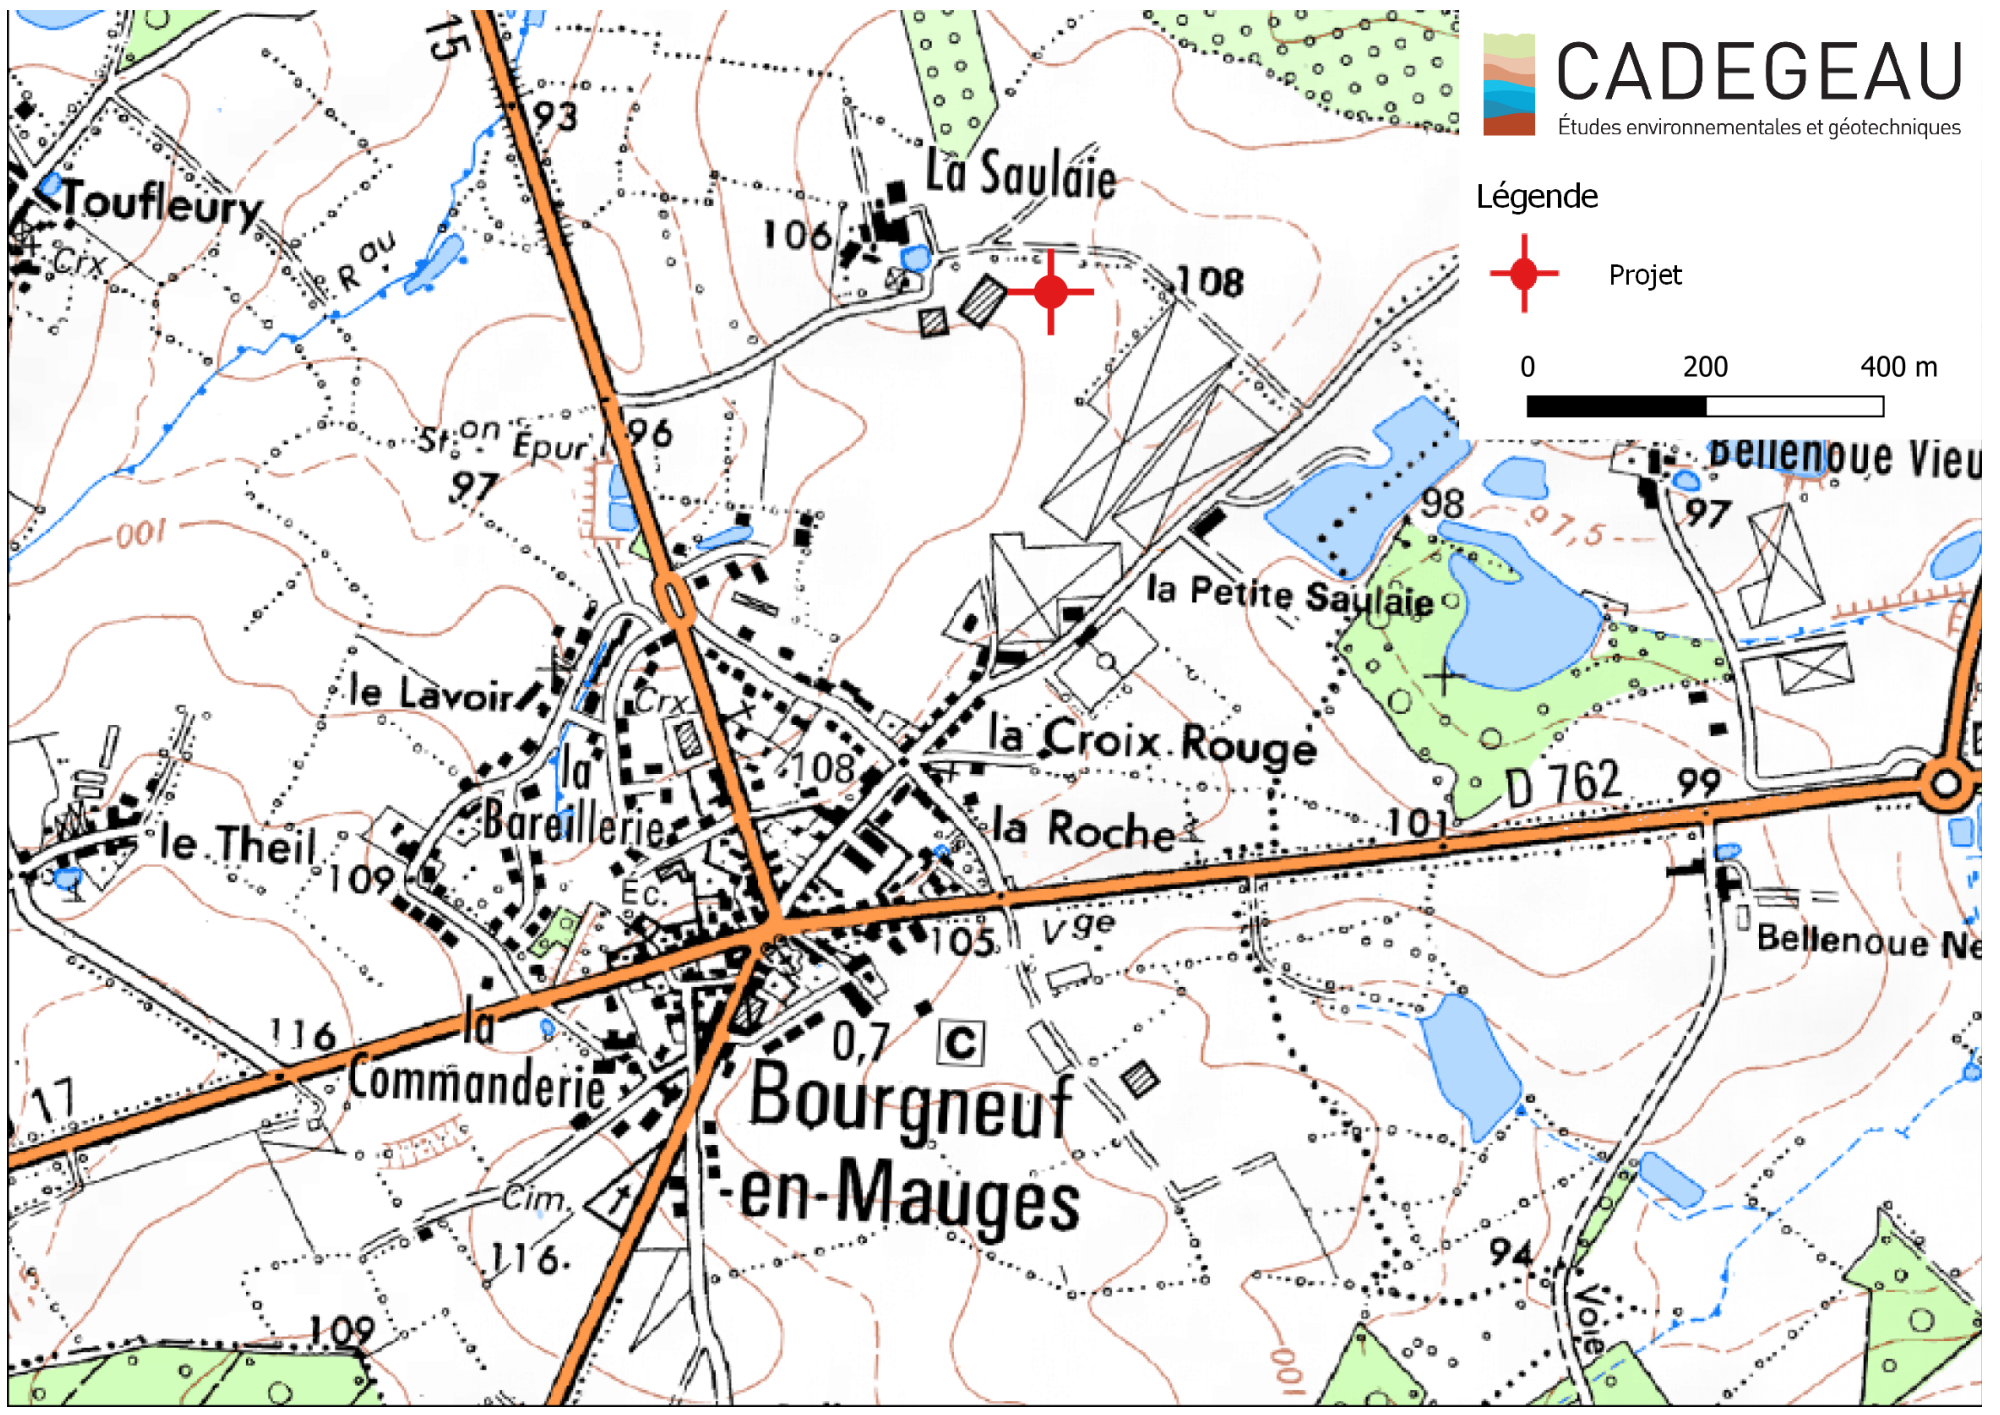 CADEGEAU
Études environnementales et géotechniques
Légende
Projet
0 200 400 m
15
93
La Saulaie
Toufleury
106
Crx
R au
108
96
St on Épur.
97
100
Bellenoue Vieu
98
97
97,5
la Petite Saulaie
le Lavoir
Crx
la Croix Rouge
la
Bareillerie
108
D 762
99
101
la Roche
le Theil
109
Ec.
105
Vge
Bellenoue Ne
116
la
Commanderie
0,7
C
17
Bourgneuf
-en-Mauges
Cim.
116.
94
Voie
109
100